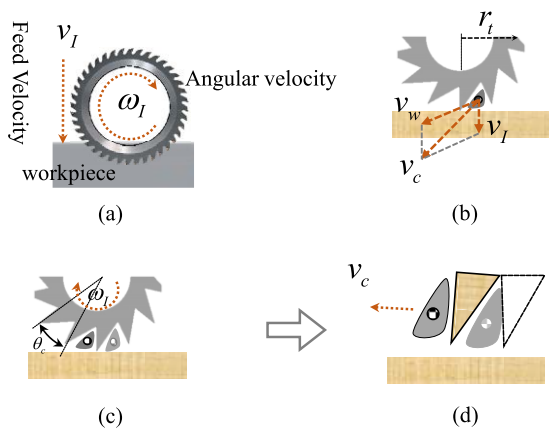 v_I
Feed Velocity
Angular velocity
ω_I
workpiece
(a)
r_t
v_w
v_I
v_c
(b)
ω_I
θ_c
(c)
v_c
(d)